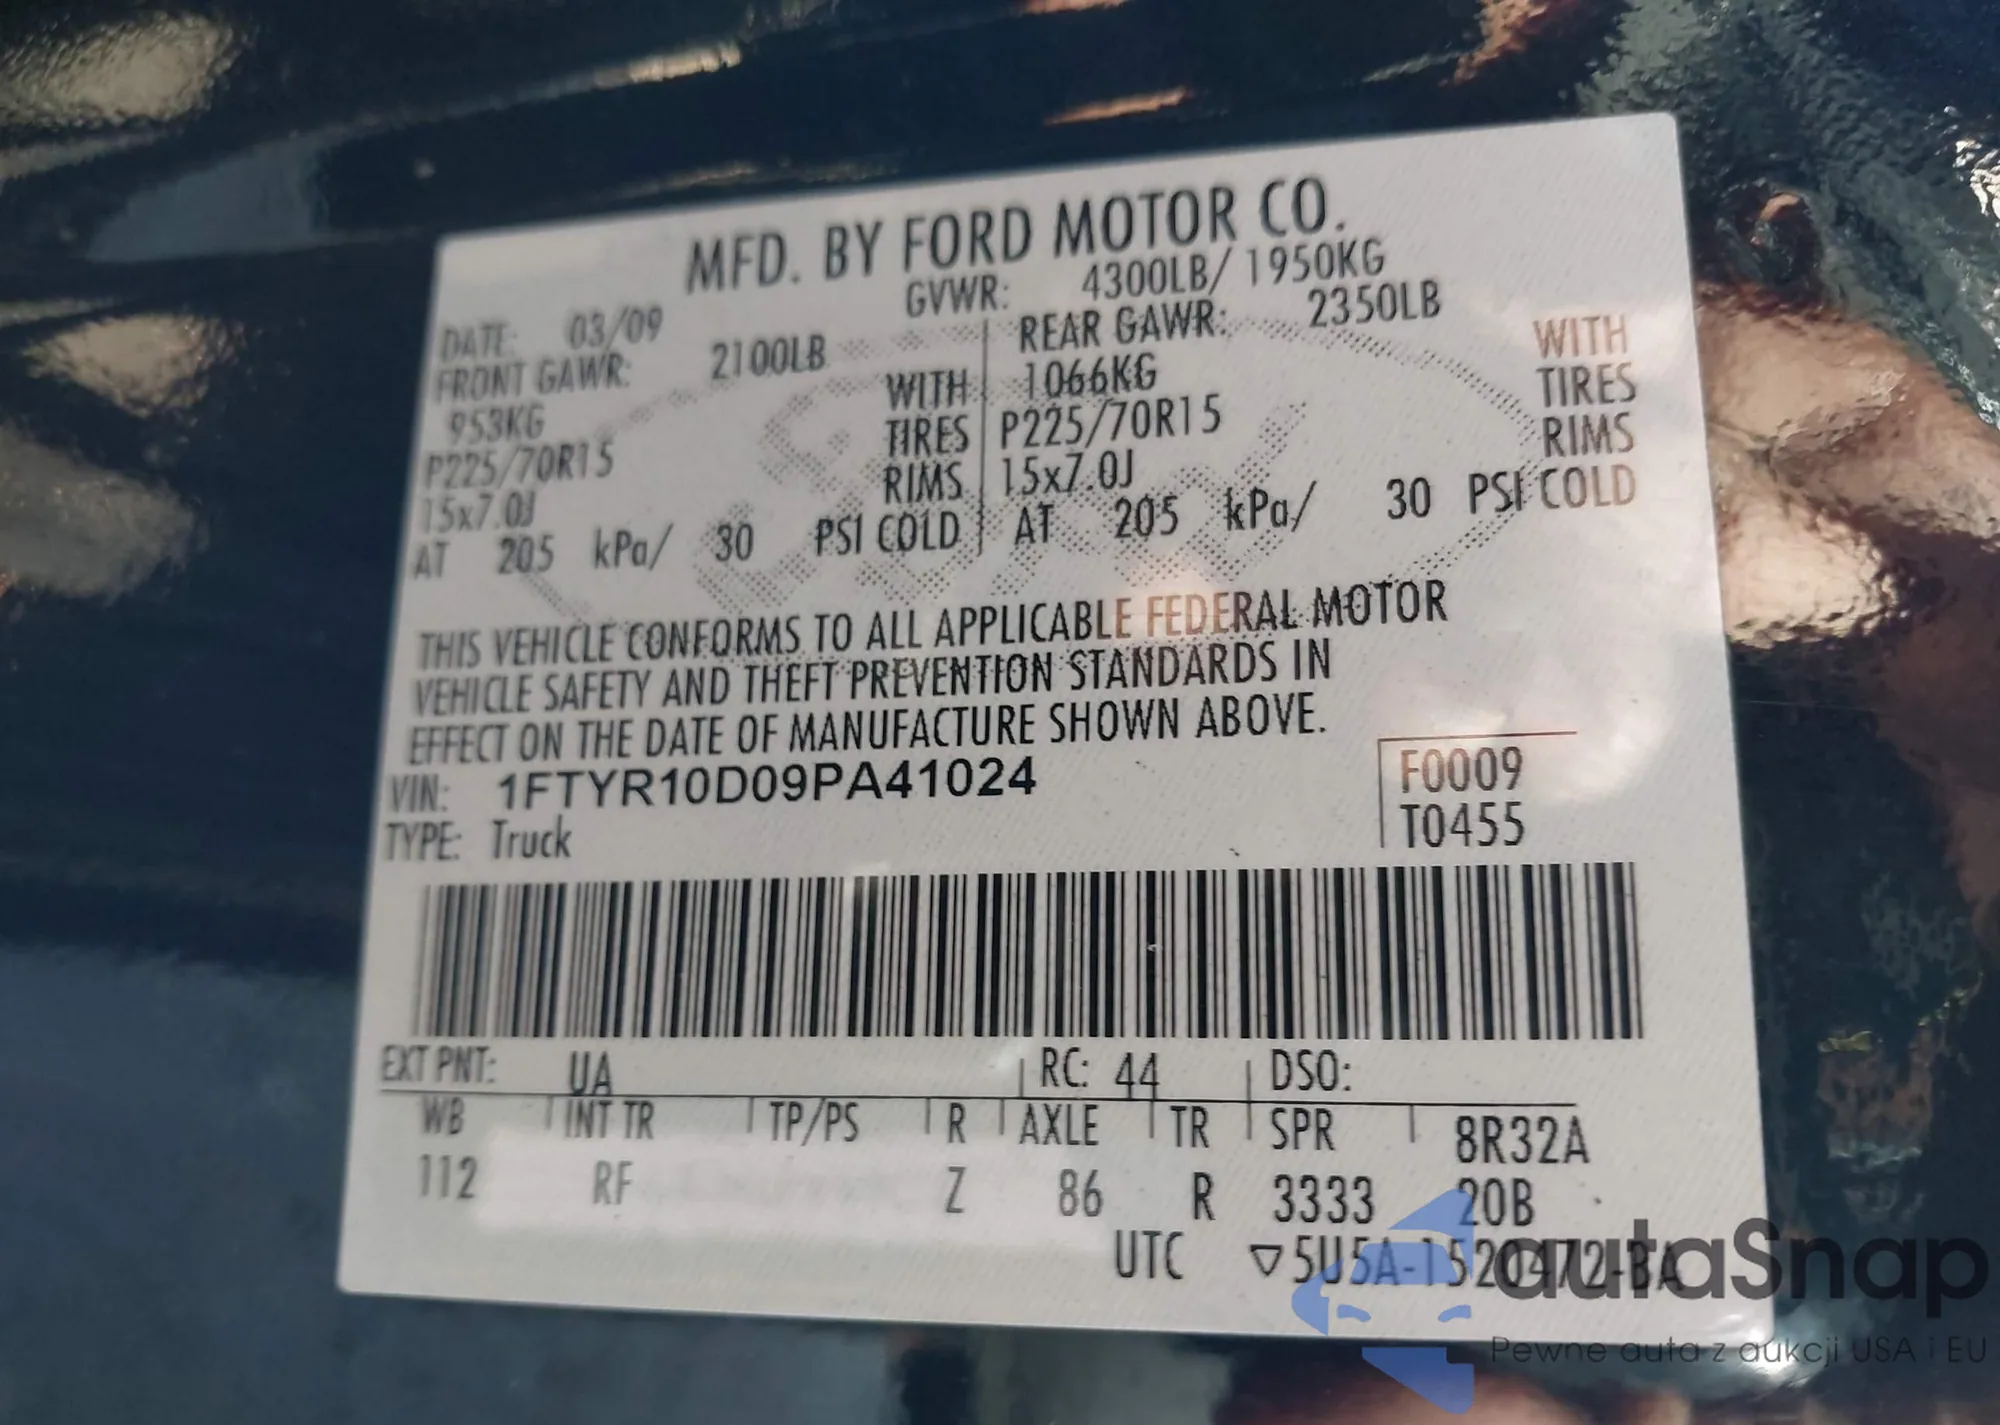 MFD. BY FORD MOTOR CO.
DATE: 03/09 GVWR: 4300LB/ 1950KG
FRONT GAWR: 2100LB REAR GAWR: 2350LB
953KG WITH 1066KG WITH
P225/70R15 TIRES P225/70R15 TIRES
15x7.0J RIMS 15x7.0J RIMS
AT 205 kPa/ 30 PSI COLD AT 205 kPa/ 30 PSI COLD
THIS VEHICLE CONFORMS TO ALL APPLICABLE FEDERAL MOTOR
VEHICLE SAFETY AND THEFT PREVENTION STANDARDS IN
EFFECT ON THE DATE OF MANUFACTURE SHOWN ABOVE.
VIN: 1FTYR10D09PA41024 F0009
TYPE: Truck T0455
EXT PNT: UA RC: 44 DSO:
WB INT TR TP/PS R AXLE TR SPR 8R32A
112 RF Z 86 R 3333 20B
UTC ▽5U5A-1520472-BA
autaSnap
Pewne auta z aukcji USA i EU